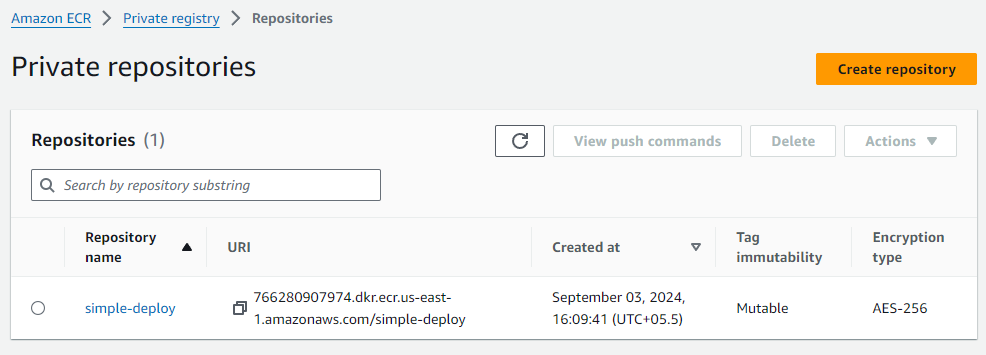 Amazon ECR > Private registry > Repositories
Private repositories
Create repository
Repositories (1)
View push commands
Delete
Actions
Search by repository substring
Repository
name
URI
Created at
Tag
immutability
Encryption
type
simple-deploy
766280907974.dkr.ecr.us-east-
1.amazonaws.com/simple-deploy
September 03, 2024,
16:09:41 (UTC+05.5)
Mutable
AES-256